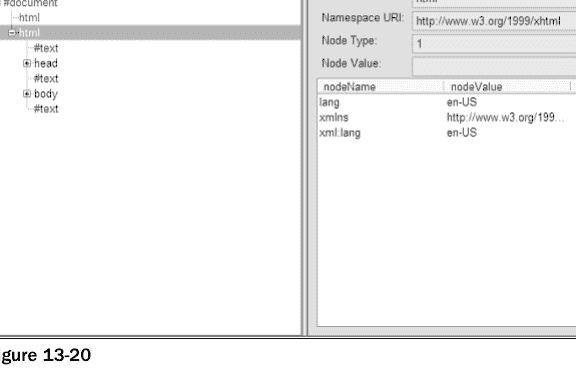 #document
html
html
#text
head
#text
body
#text
html
Namespace URI: http://www.w3.org/1999/xhtml
Node Type: 1
Node Value:
nodeName nodeValue
lang en-US
xmlns http://www.w3.org/199...
xml:lang en-US
igure 13-20